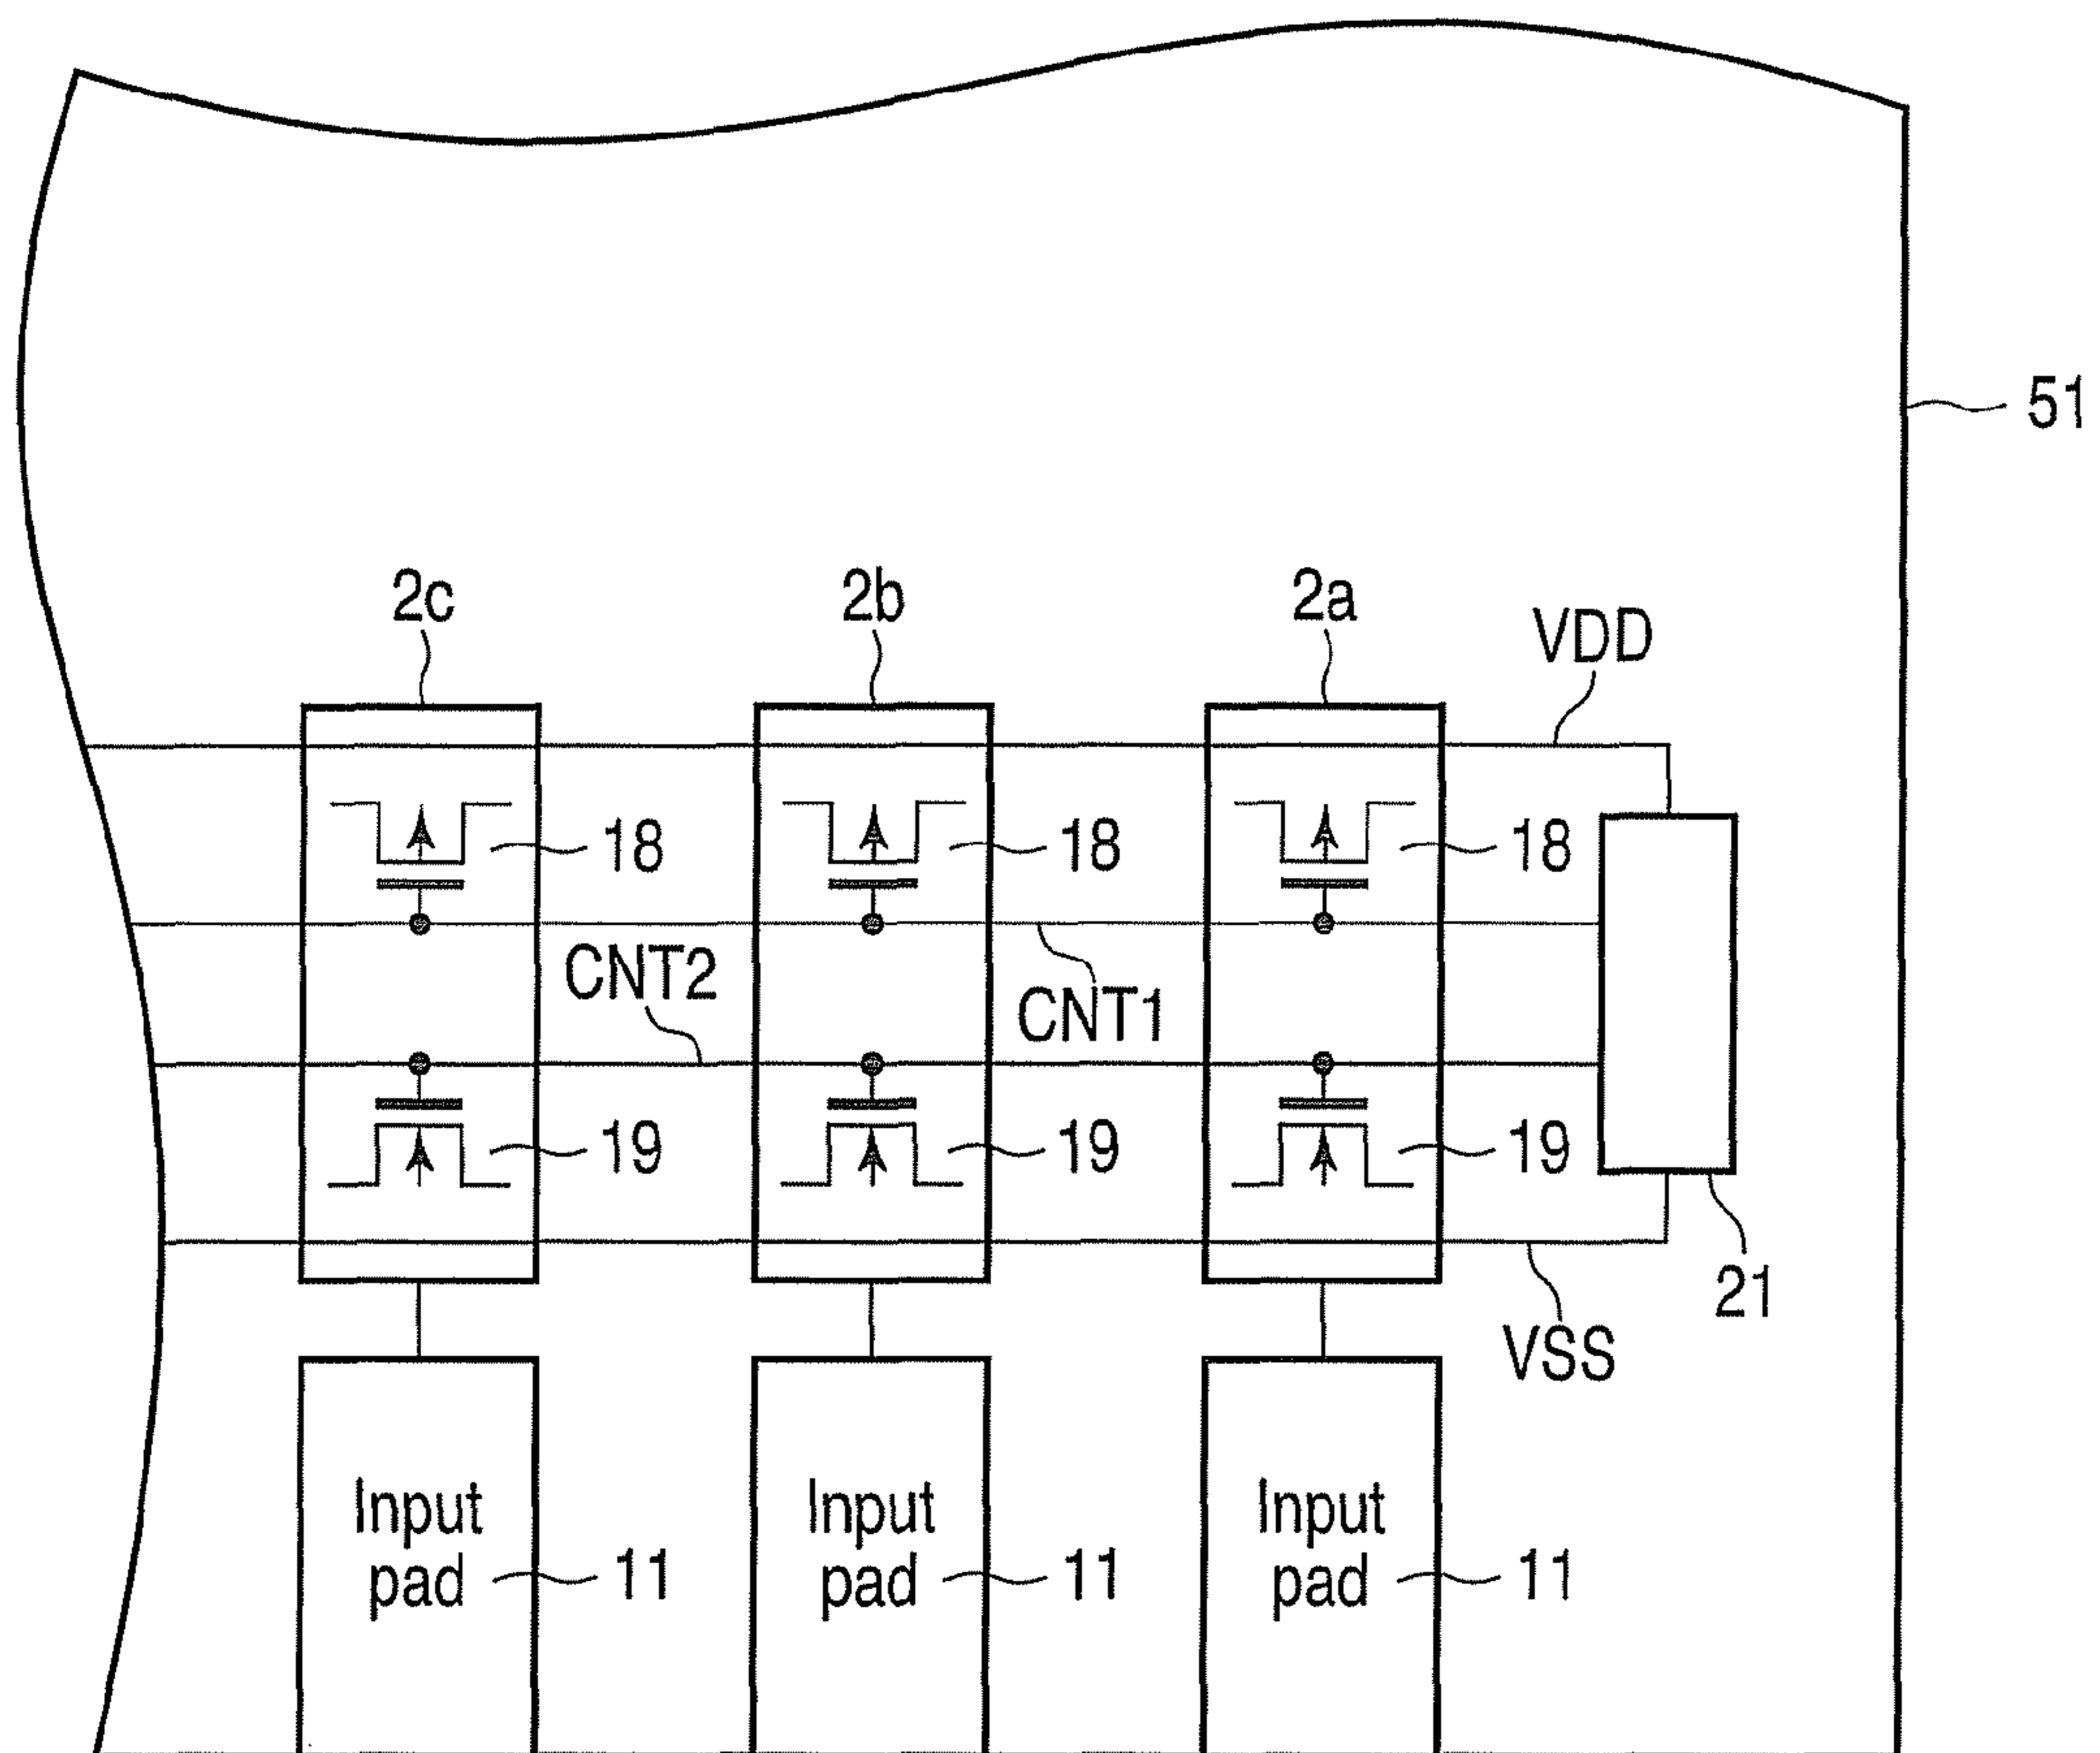 51
2c
2b
2a
VDD
18
18
18
CNT2
CNT1
19
19
19
21
VSS
Input
pad
11
Input
pad
11
Input
pad
11